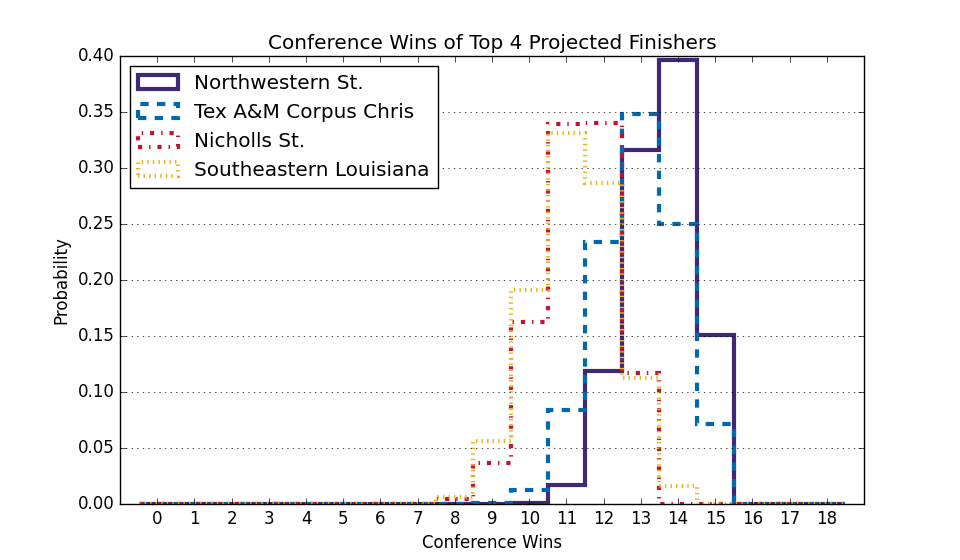 Conference Wins of Top 4 Projected Finishers
Northwestern St.
Tex A&M Corpus Chris
Nicholls St.
Southeastern Louisiana
Probability
0.40
0.35
0.30
0.25
0.20
0.15
0.10
0.05
0.00
0 1 2 3 4 5 6 7 8 9 10 11 12 13 14 15 16 17 18
Conference Wins